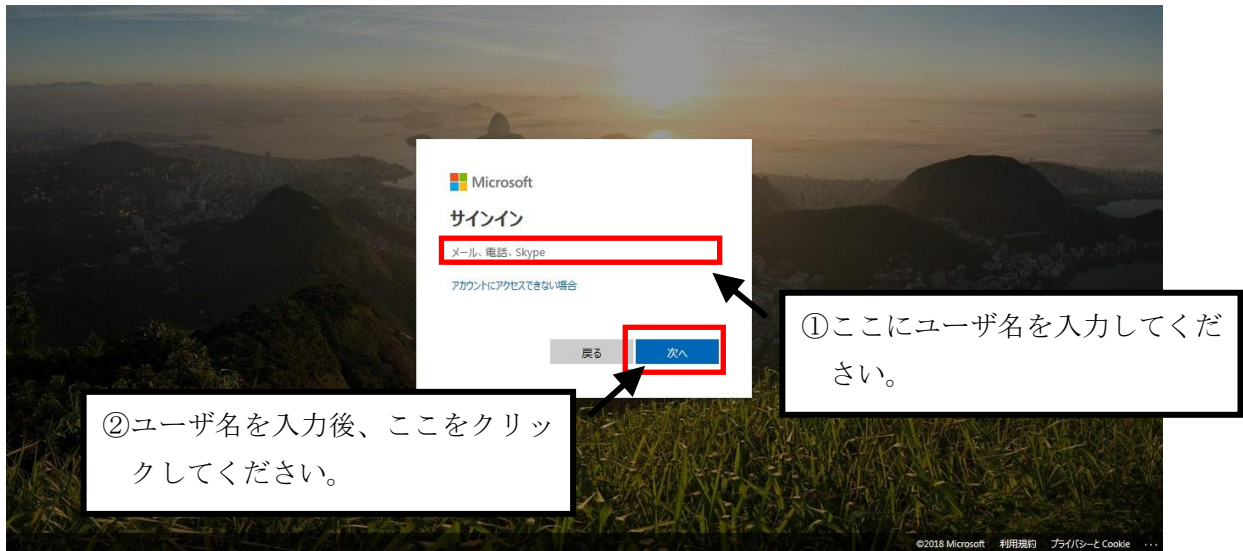 Microsoft
サインイン
メール、電話、Skype
アカウントにアクセスできない場合
戻る
次へ
①ここにユーザ名を入力してくだ
さい。
②ユーザ名を入力後、ここをクリッ
クしてください。
©2018 Microsoft 利用規約 プライバシーと Cookie ...